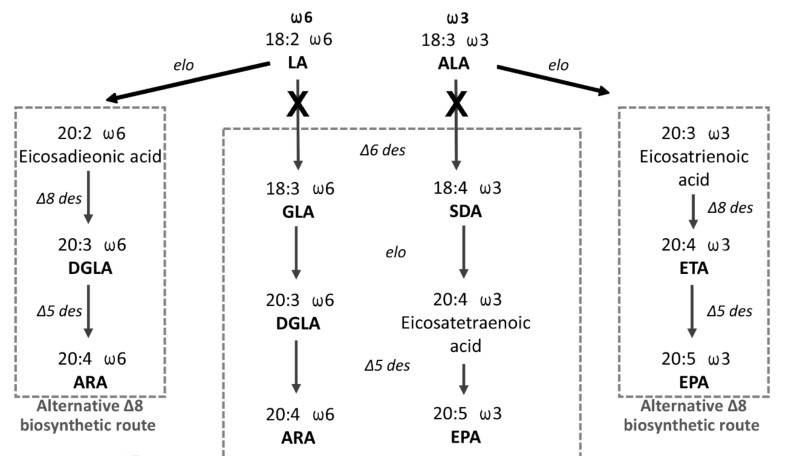 ω6
18:2 ω6
LA
ω3
18:3 ω3
ALA
elo
elo
X
X
20:2 ω6
Eicosadieonic acid
Δ8 des
20:3 ω6
DGLA
Δ5 des
20:4 ω6
ARA
Alternative Δ8
biosynthetic route
Δ6 des
18:3 ω6
GLA
18:4 ω3
SDA
elo
20:3 ω6
DGLA
20:4 ω3
Eicosatetraenoic
acid
Δ5 des
20:4 ω6
ARA
20:5 ω3
EPA
20:3 ω3
Eicosatrienoic
acid
Δ8 des
20:4 ω3
ETA
Δ5 des
20:5 ω3
EPA
Alternative Δ8
biosynthetic route